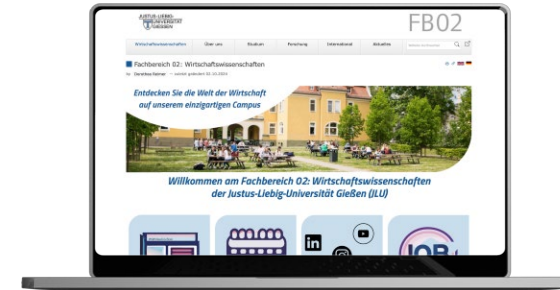 JUSTUS-LIEBIG-
UNIVERSITÄT
GIESSEN
FB02
Wirtschaftswissenschaften Über uns Studium Forschung International Aktuelles
Fachbereich 02: Wirtschaftswissenschaften
Entdecken Sie die Welt der Wirtschaft
auf unserem einzigartigen Campus
Willkommen am Fachbereich 02: Wirtschaftswissenschaften
der Justus-Liebig-Universität Gießen (JLU)
in
JOB